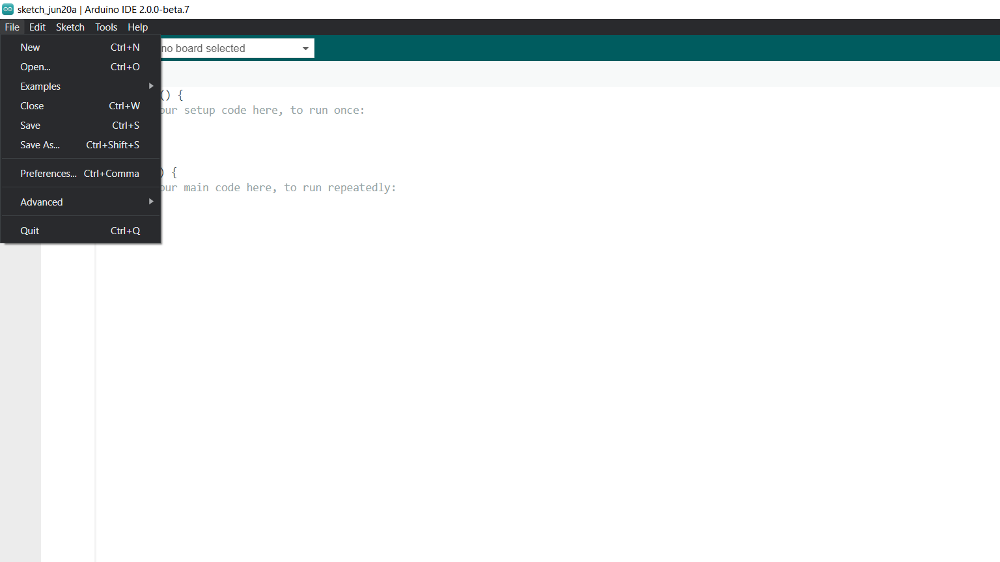 sketch_jun20a | Arduino IDE 2.0.0-beta.7
File Edit Sketch Tools Help
New Ctrl+N
no board selected
Open... Ctrl+O
Examples
Close Ctrl+W
Save Ctrl+S
Save As... Ctrl+Shift+S
Preferences... Ctrl+Comma
Advanced
Quit Ctrl+Q
() {
our setup code here, to run once:
) {
our main code here, to run repeatedly: